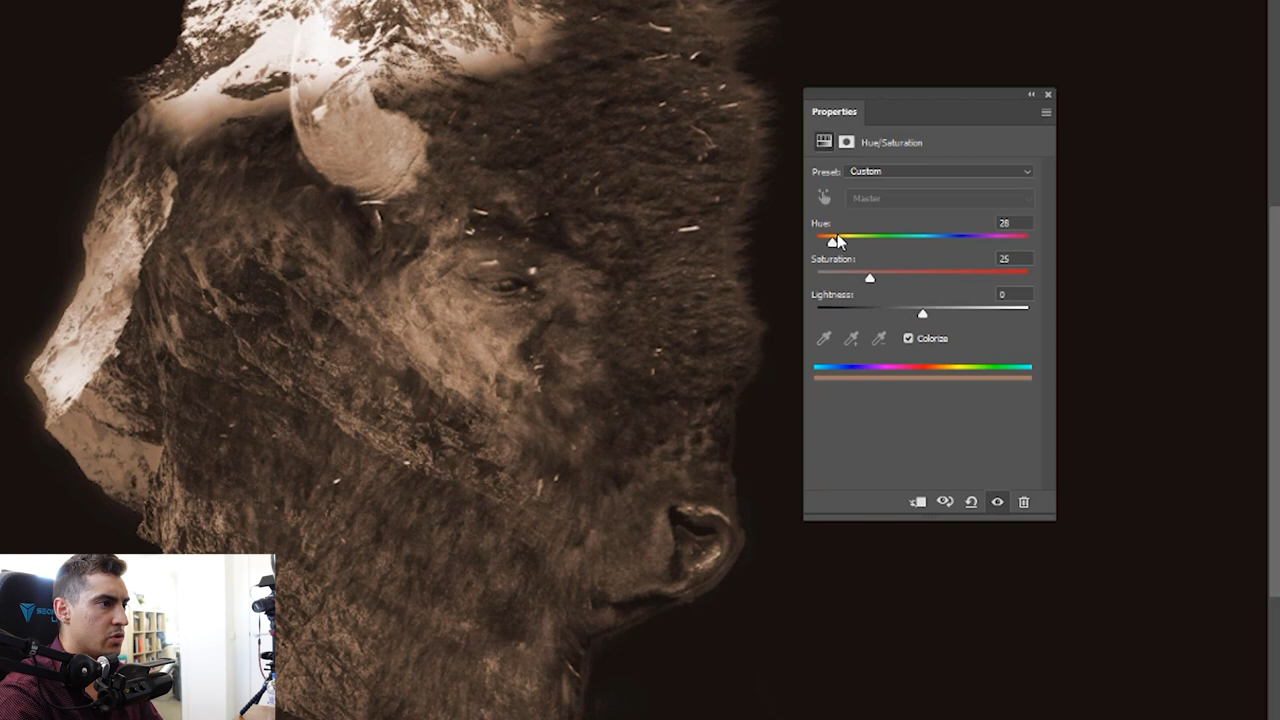 Properties
Hue/Saturation
Preset: Custom
Master
Hue: 28
Saturation: 25
Lightness: 0
Colorize